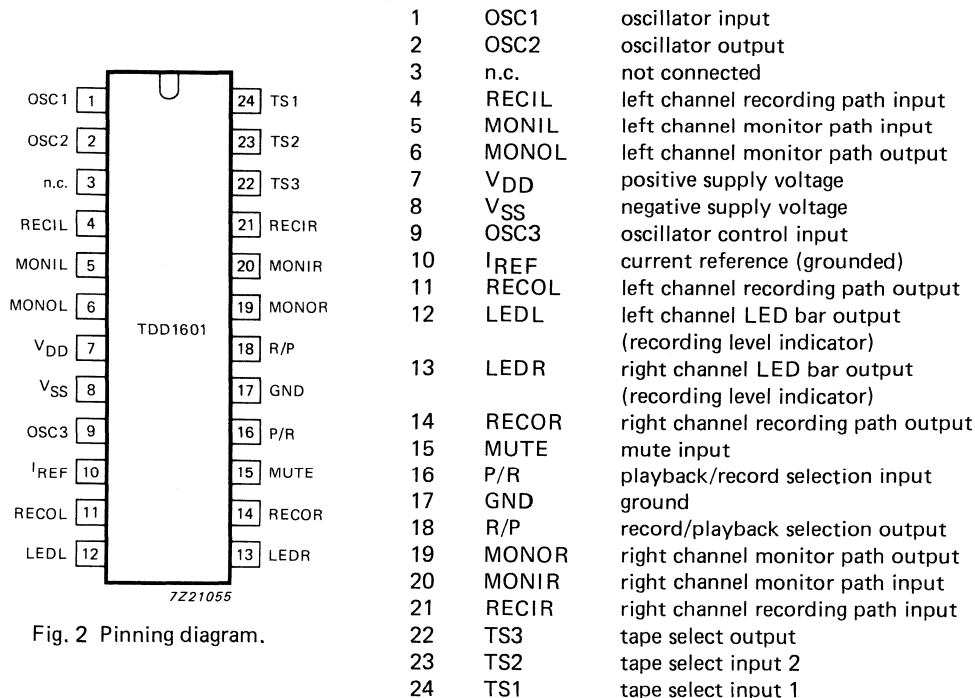 OSC1 1 24 TS1
OSC2 2 23 TS2
n.c. 3 22 TS3
RECIL 4 21 RECIR
MONIL 5 20 MONIR
MONOL 6 19 MONOR
TDD1601
VDD 7 18 R/P
VSS 8 17 GND
OSC3 9 16 P/R
IREF 10 15 MUTE
RECOL 11 14 RECOR
LEDL 12 13 LEDR
7Z21055
Fig. 2 Pinning diagram.
1 OSC1 oscillator input
2 OSC2 oscillator output
3 n.c. not connected
4 RECIL left channel recording path input
5 MONIL left channel monitor path input
6 MONOL left channel monitor path output
7 VDD positive supply voltage
8 VSS negative supply voltage
9 OSC3 oscillator control input
10 IREF current reference (grounded)
11 RECOL left channel recording path output
12 LEDL left channel LED bar output
(recording level indicator)
13 LEDR right channel LED bar output
(recording level indicator)
14 RECOR right channel recording path output
15 MUTE mute input
16 P/R playback/record selection input
17 GND ground
18 R/P record/playback selection output
19 MONOR right channel monitor path output
20 MONIR right channel monitor path input
21 RECIR right channel recording path input
22 TS3 tape select output
23 TS2 tape select input 2
24 TS1 tape select input 1